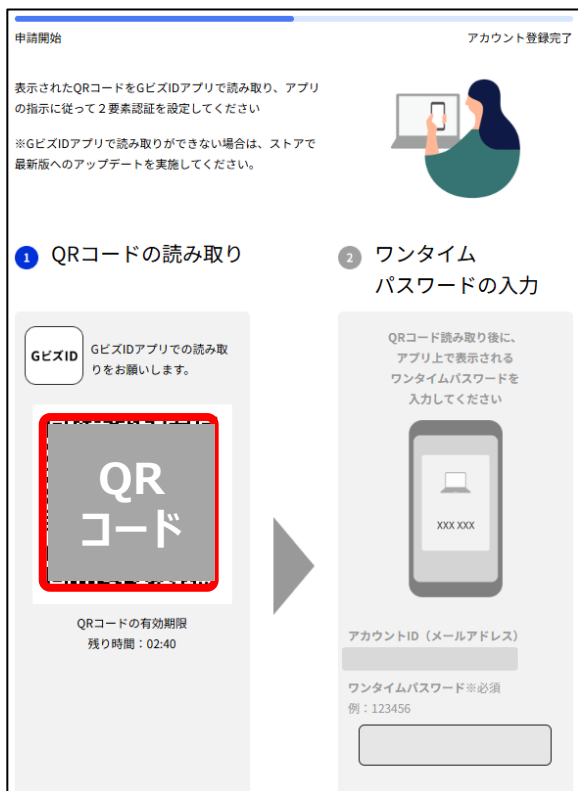 申請開始
アカウント登録完了
表示されたQRコードをGビズIDアプリで読み取り、アプリ
の指示に従って２要素認証を設定してください
※GビズIDアプリで読み取りができない場合は、ストアで
最新版へのアップデートを実施してください。
1 QRコードの読み取り
GビズID
GビズIDアプリでの読み取
りをお願いします。
QR
コード
QRコードの有効期限
残り時間：02:40
2 ワンタイム
パスワードの入力
QRコード読み取り後に、
アプリ上で表示される
ワンタイムパスワードを
入力してください
XXX XXX
アカウントID（メールアドレス）
ワンタイムパスワード※必須
例：123456